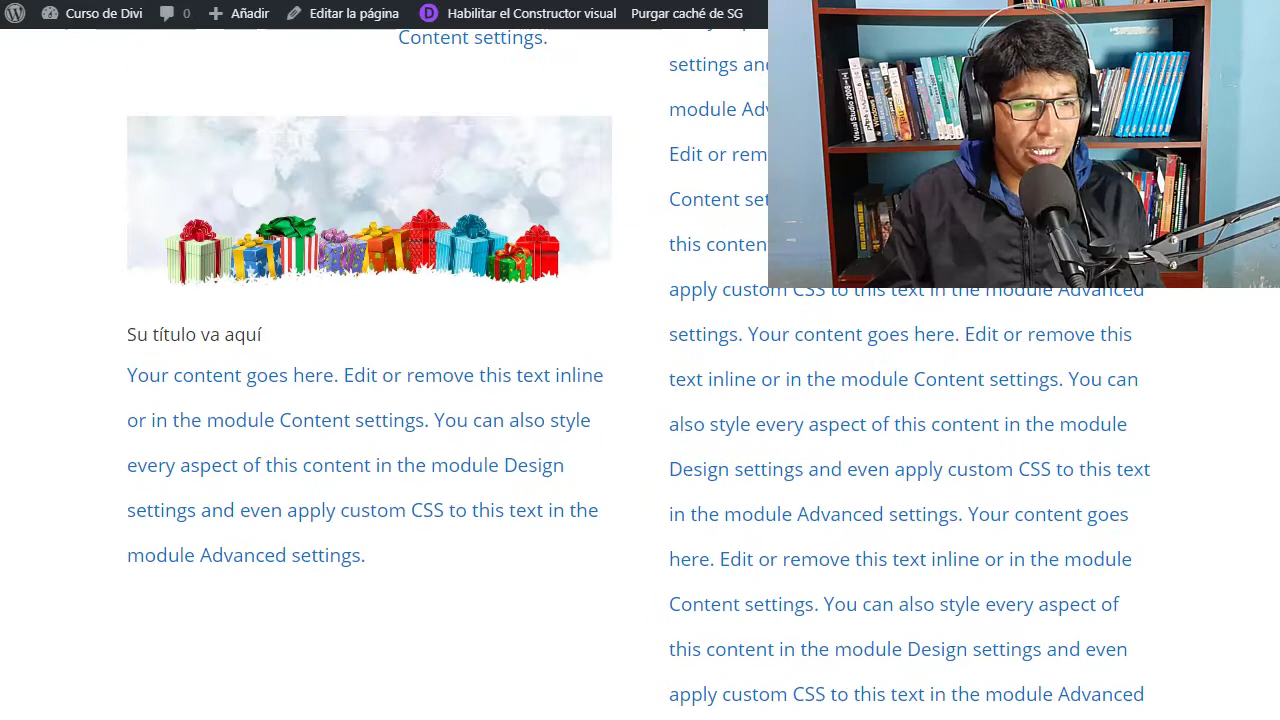 Curso de Divi 0 Añadir Editar la página Habilitar el Constructor visual Purgar caché de SG
Content settings.
Su título va aquí
Your content goes here. Edit or remove this text inline
or in the module Content settings. You can also style
every aspect of this content in the module Design
settings and even apply custom CSS to this text in the
module Advanced settings.
settings and
module Ad
Edit or rem
Content set
this conten
apply custom CSS to this text in the module Advanced
settings. Your content goes here. Edit or remove this
text inline or in the module Content settings. You can
also style every aspect of this content in the module
Design settings and even apply custom CSS to this text
in the module Advanced settings. Your content goes
here. Edit or remove this text inline or in the module
Content settings. You can also style every aspect of
this content in the module Design settings and even
apply custom CSS to this text in the module Advanced
Visual Studio 2008